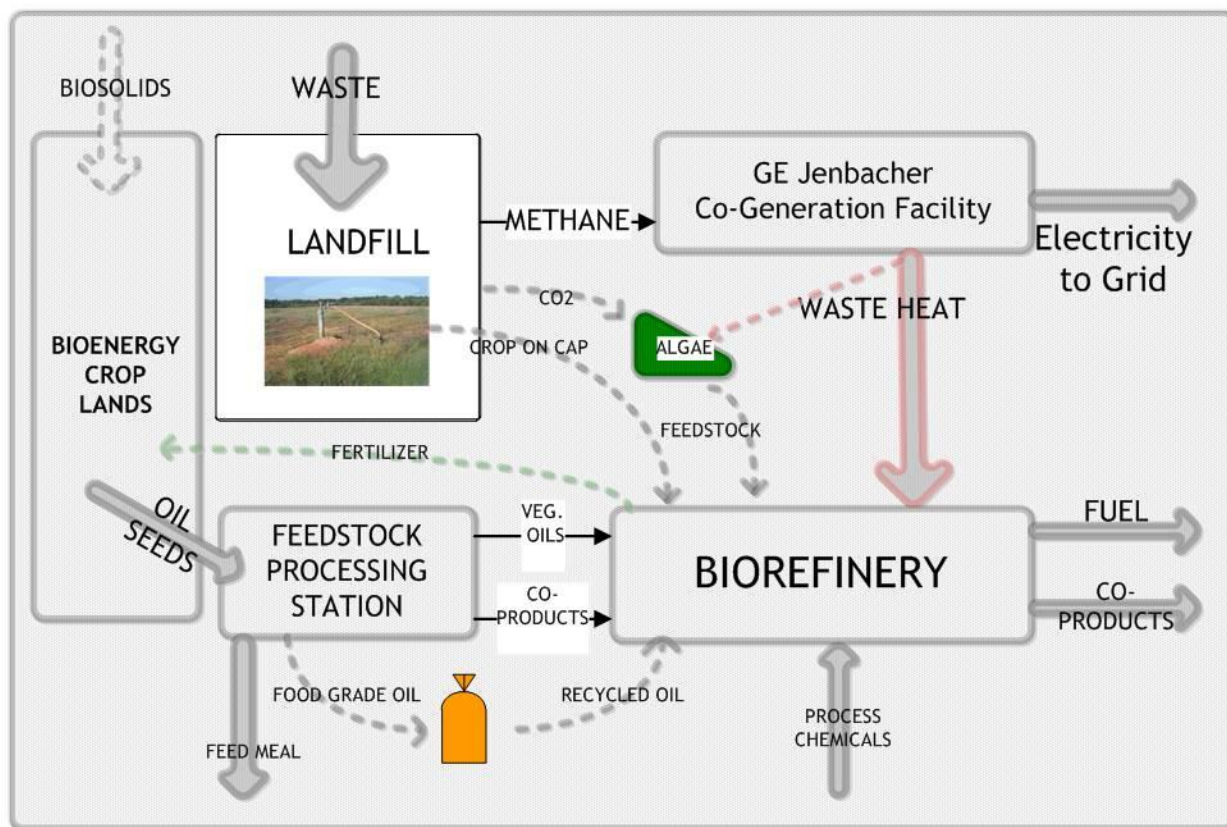 BIOSOLIDS
WASTE
GE Jenbacher
Co-Generation Facility
METHANE
LANDFILL
Electricity
to Grid
CO2
WASTE HEAT
CROP ON CAP
ALGAE
BIOENERGY
CROP
LANDS
FEEDSTOCK
FERTILIZER
OIL
SEEDS
FEEDSTOCK
PROCESSING
STATION
VEG.
OILS
CO-
PRODUCTS
BIOREFINERY
FUEL
CO-
PRODUCTS
FOOD GRADE OIL
RECYCLED OIL
FEED MEAL
PROCESS
CHEMICALS